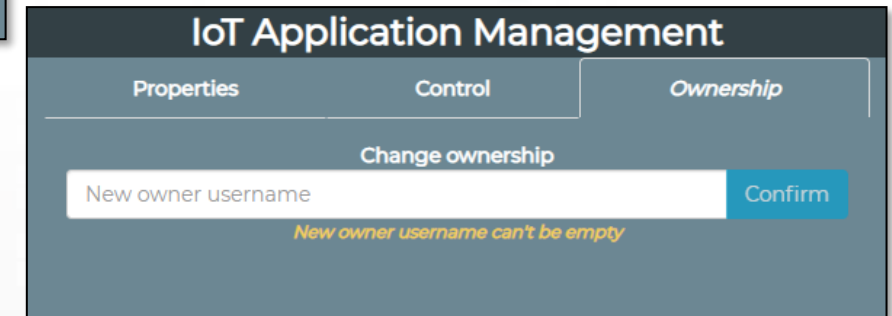 IoT Application Management
Properties Control Ownership
Change ownership
New owner username Confirm
New owner username can't be empty